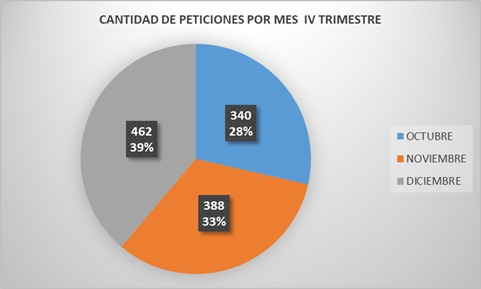 CANTIDAD DE PETICIONES POR MES IV TRIMESTRE
340
28%
462
39%
388
33%
OCTUBRE
NOVIEMBRE
DICIEMBRE